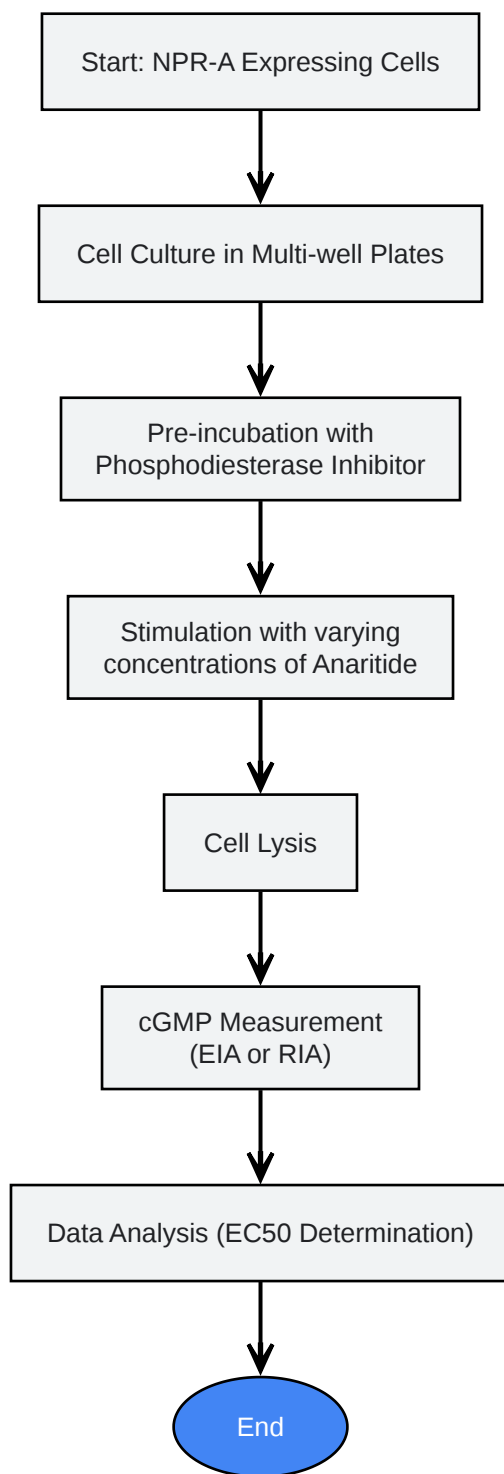 Start: NPR-A Expressing Cells
Cell Culture in Multi-well Plates
Pre-incubation with
Phosphodiesterase Inhibitor
Stimulation with varying
concentrations of Anaritide
Cell Lysis
cGMP Measurement
(EIA or RIA)
Data Analysis (EC50 Determination)
End